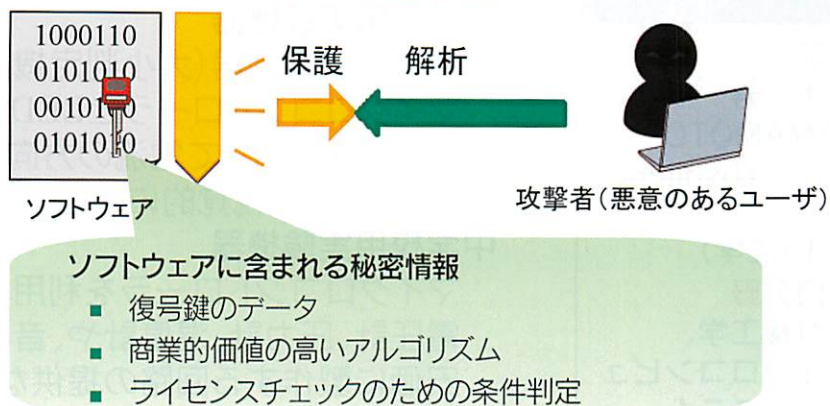 1000110
0101010
0010110
0101010
保護 解析
ソフトウェア
攻撃者(悪意のあるユーザ)
ソフトウェアに含まれる秘密情報
■ 復号鍵のデータ
■ 商業的価値の高いアルゴリズム
■ ライセンスチェックのための条件判定